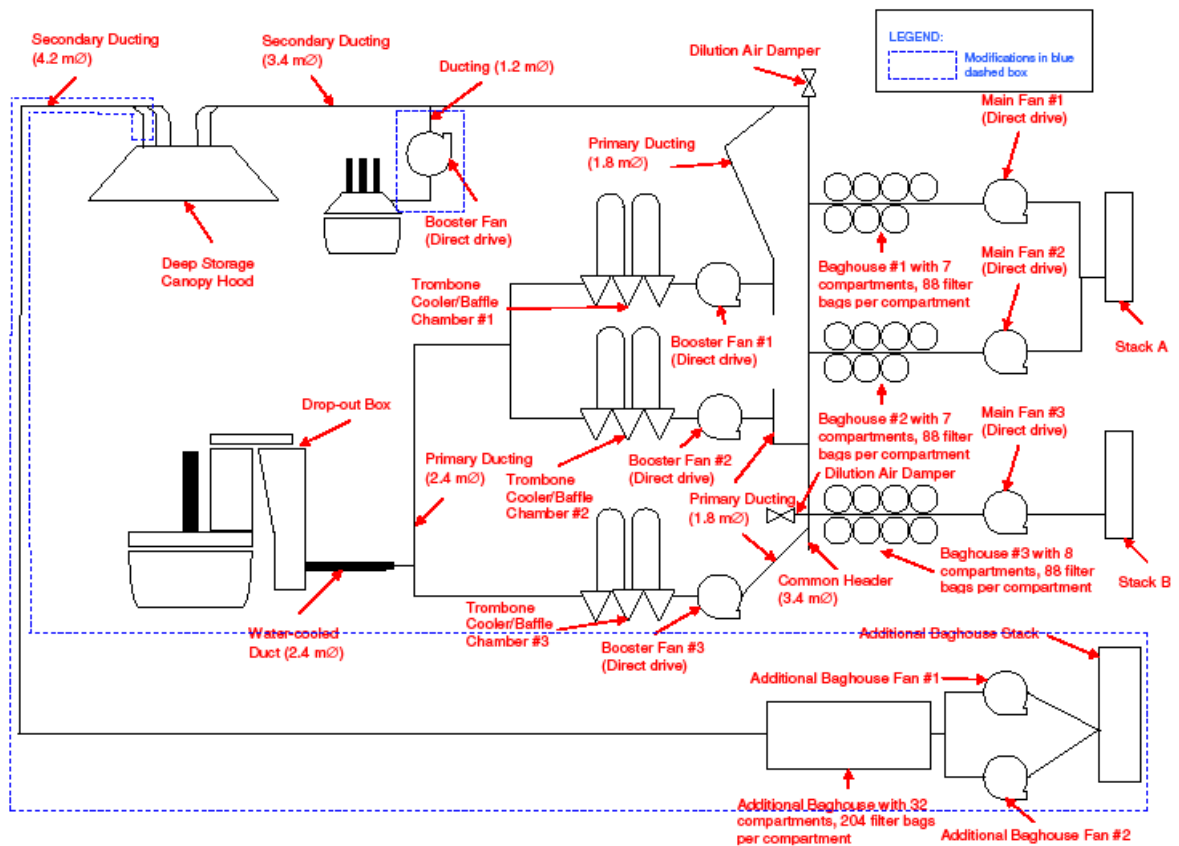 Secondary Ducting
(4.2 mØ)
Secondary Ducting
(3.4 mØ)
Ducting (1.2 mØ)
Dilution Air Damper
LEGEND:
Modifications in blue
dashed box
Main Fan #1
(Direct drive)
Primary Ducting
(1.8 mØ)
Booster Fan
(Direct drive)
Deep Storage
Canopy Hood
Trombone
Cooler/Baffle
Chamber #1
Baghouse #1 with 7
compartments, 88 filter
bags per compartment
Main Fan #2
(Direct drive)
Booster Fan #1
(Direct drive)
Stack A
Drop-out Box
Primary Ducting
(2.4 mØ)
Trombone
Cooler/Baffle
Chamber #2
Booster Fan #2
(Direct drive)
Baghouse #2 with 7
compartments, 88 filter
bags per compartment
Main Fan #3
(Direct drive)
Dilution Air Damper
Primary Ducting
(1.8 mØ)
Baghouse #3 with 8
compartments, 88 filter
bags per compartment
Stack B
Common Header
(3.4 mØ)
Water-cooled
Duct (2.4 mØ)
Trombone
Cooler/Baffle
Chamber #3
Booster Fan #3
(Direct drive)
Additional Baghouse Stack
Additional Baghouse Fan #1
Additional Baghouse with 32
compartments, 204 filter bags
per compartment
Additional Baghouse Fan #2